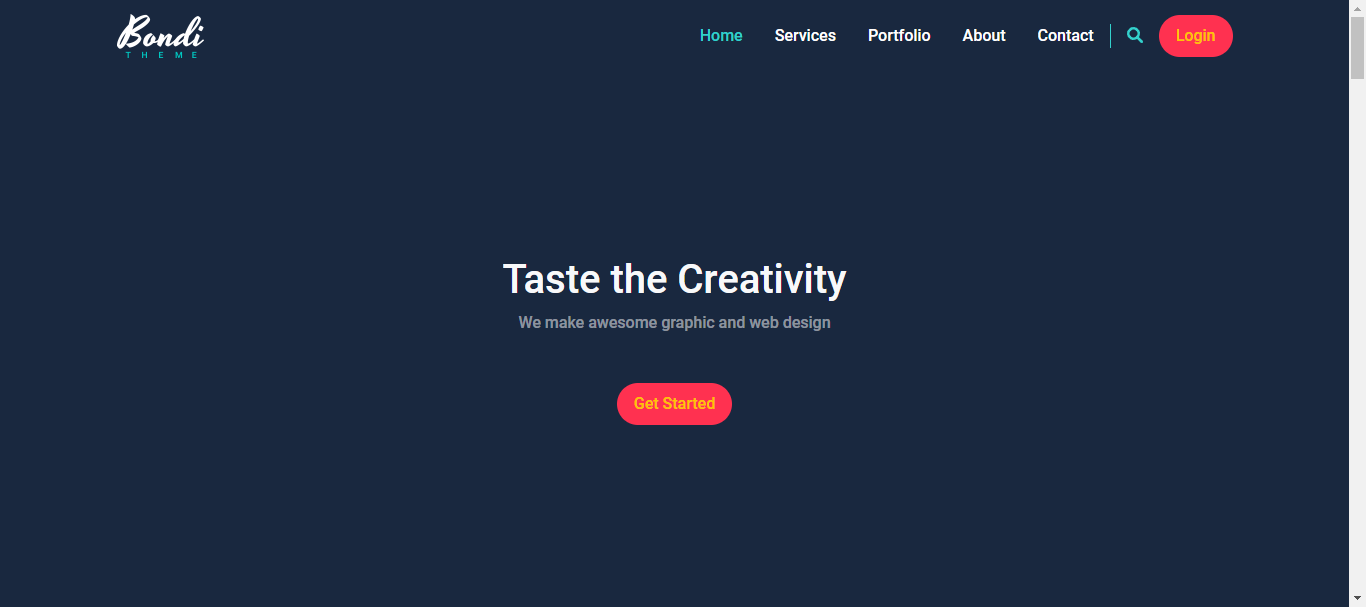 Bondi
THEME
Home Services Portfolio About Contact Login
Taste the Creativity
We make awesome graphic and web design
Get Started